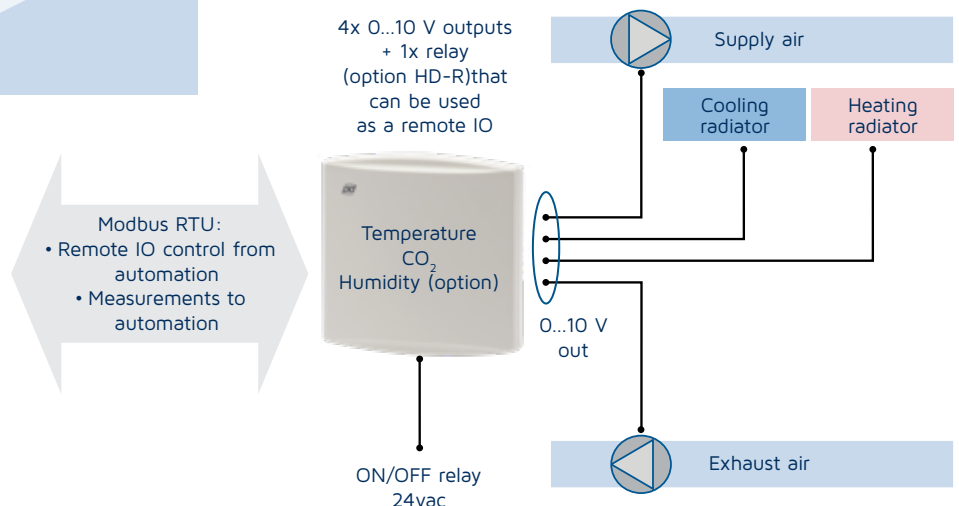 4x 0...10 V outputs
+ 1x relay
(option HD-R)that
can be used
as a remote IO
Supply air
Cooling
radiator
Heating
radiator
Modbus RTU:
• Remote IO control from
automation
• Measurements to
automation
Temperature
CO₂
Humidity (option)
0...10 V
out
ON/OFF relay
24vac
Exhaust air